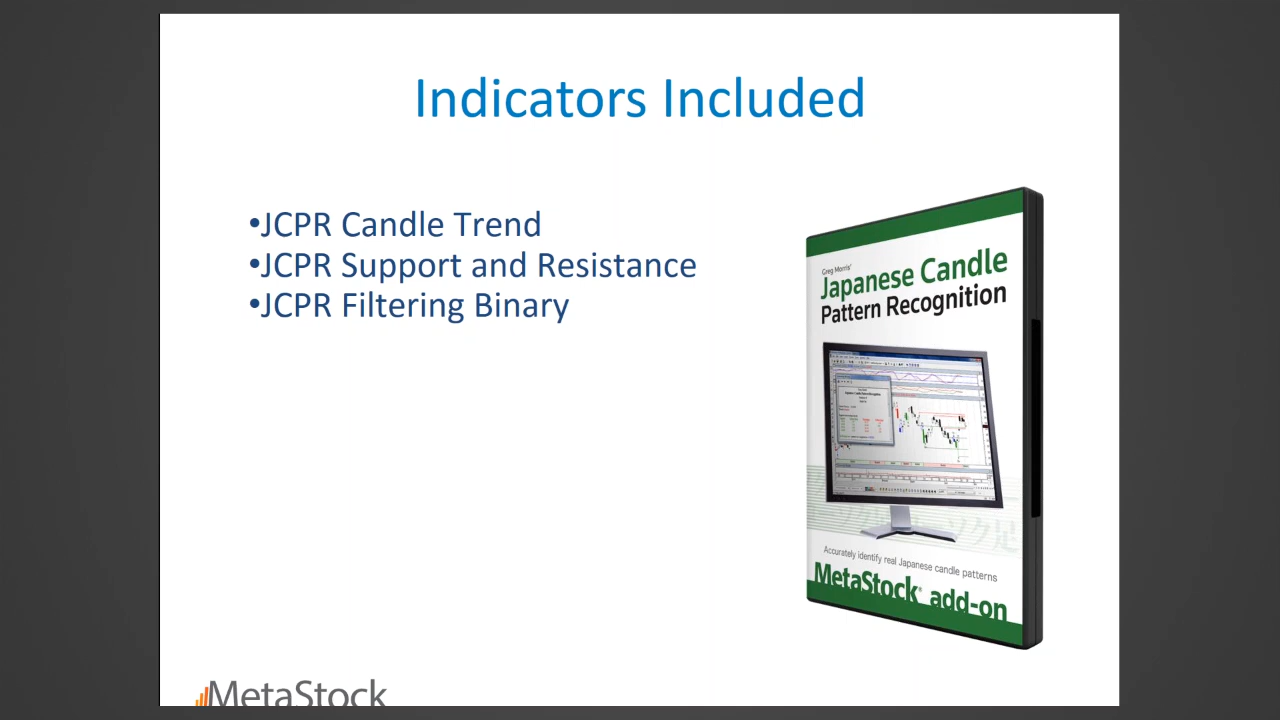 Indicators Included
•JCPR Candle Trend
•JCPR Support and Resistance
•JCPR Filtering Binary
Greg Morris'
Japanese Candle
Pattern Recognition
Accurately identify real Japanese candle patterns
MetaStock® add-on
MetaStock